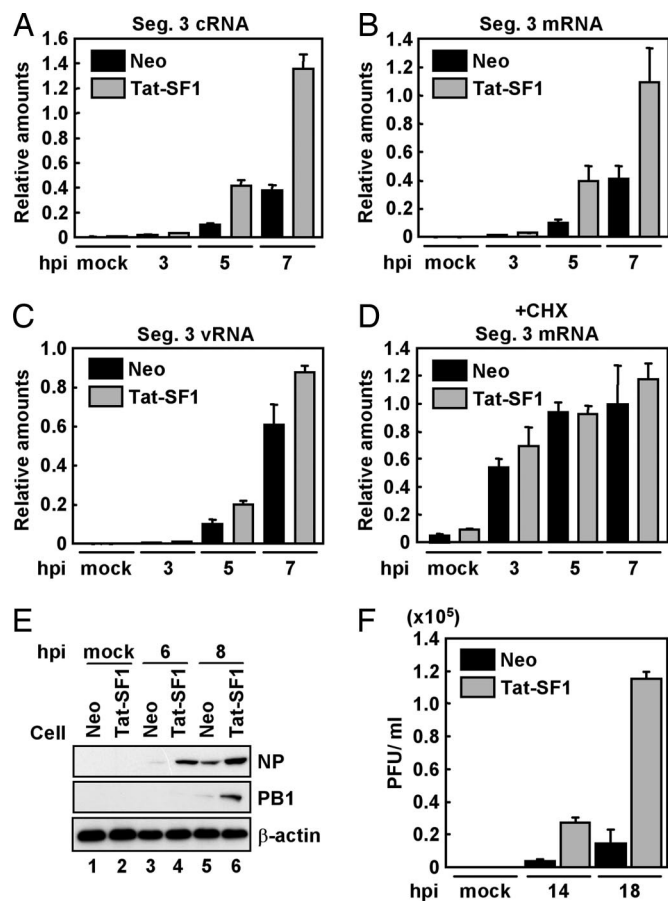 A
Seg. 3 cRNA
Relative amounts
1.6
1.4
1.2
1.0
0.8
0.6
0.4
0.2
0
Neo
Tat-SF1
hpi mock 3 5 7
B
Seg. 3 mRNA
Relative amounts
1.4
1.2
1.0
0.8
0.6
0.4
0.2
0
Neo
Tat-SF1
hpi mock 3 5 7
C
Seg. 3 vRNA
Relative amounts
1.0
0.8
0.6
0.4
0.2
0
Neo
Tat-SF1
hpi mock 3 5 7
D
+CHX
Seg. 3 mRNA
Relative amounts
1.4
1.2
1.0
0.8
0.6
0.4
0.2
0
Neo
Tat-SF1
hpi mock 3 5 7
E
hpi mock 6 8
Cell Neo Tat-SF1 Neo Tat-SF1 Neo Tat-SF1
NP
PB1
β-actin
1 2 3 4 5 6
F
(x10⁵)
PFU/ ml
1.4
1.2
1.0
0.8
0.6
0.4
0.2
0
Neo
Tat-SF1
hpi mock 14 18